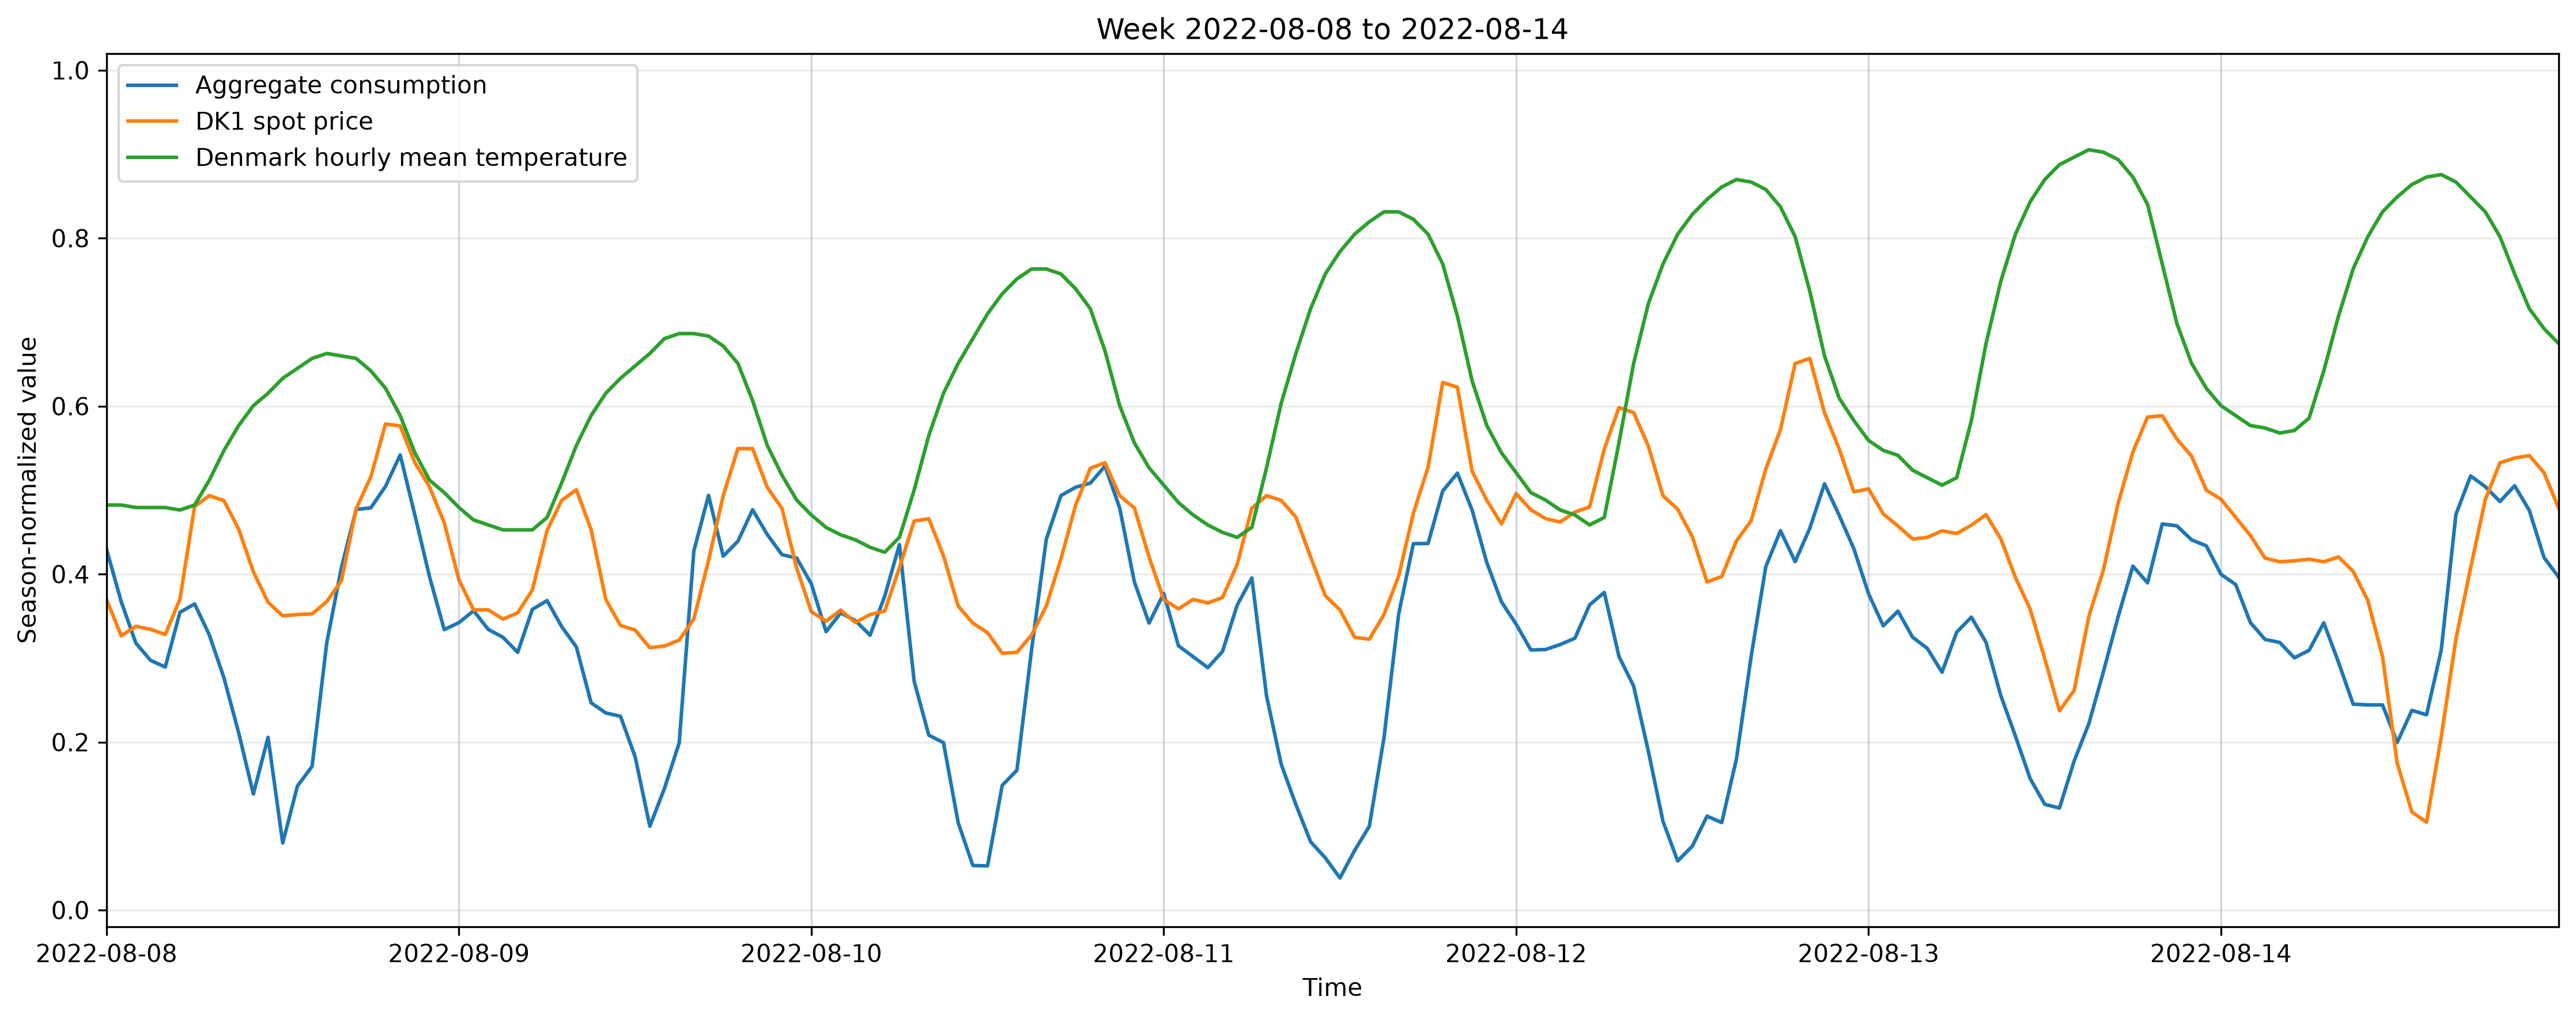 Week 2022-08-08 to 2022-08-14
Aggregate consumption
DK1 spot price
Denmark hourly mean temperature
Season-normalized value
1.0
0.8
0.6
0.4
0.2
0.0
2022-08-08 2022-08-09 2022-08-10 2022-08-11 2022-08-12 2022-08-13 2022-08-14
Time